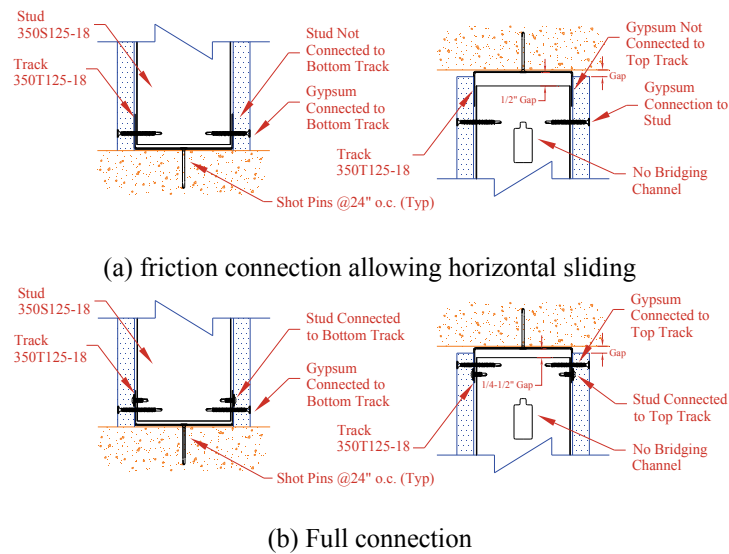 Stud
350S125-18
Track
350T125-18
Stud Not
Connected to
Bottom Track
Gypsum
Connected to
Bottom Track
Shot Pins @24" o.c. (Typ)
Gypsum Not
Connected to
Top Track
Gap
1/2" Gap
Gypsum
Connection to
Stud
Track
350T125-18
No Bridging
Channel
(a) friction connection allowing horizontal sliding
Stud
350S125-18
Track
350T125-18
Stud Connected
to Bottom Track
Gypsum
Connected to
Bottom Track
Shot Pins @24" o.c. (Typ)
Gypsum
Connected to
Top Track
Gap
1/4-1/2" Gap
Stud Connected
to Top Track
Track
350T125-18
No Bridging
Channel
(b) Full connection